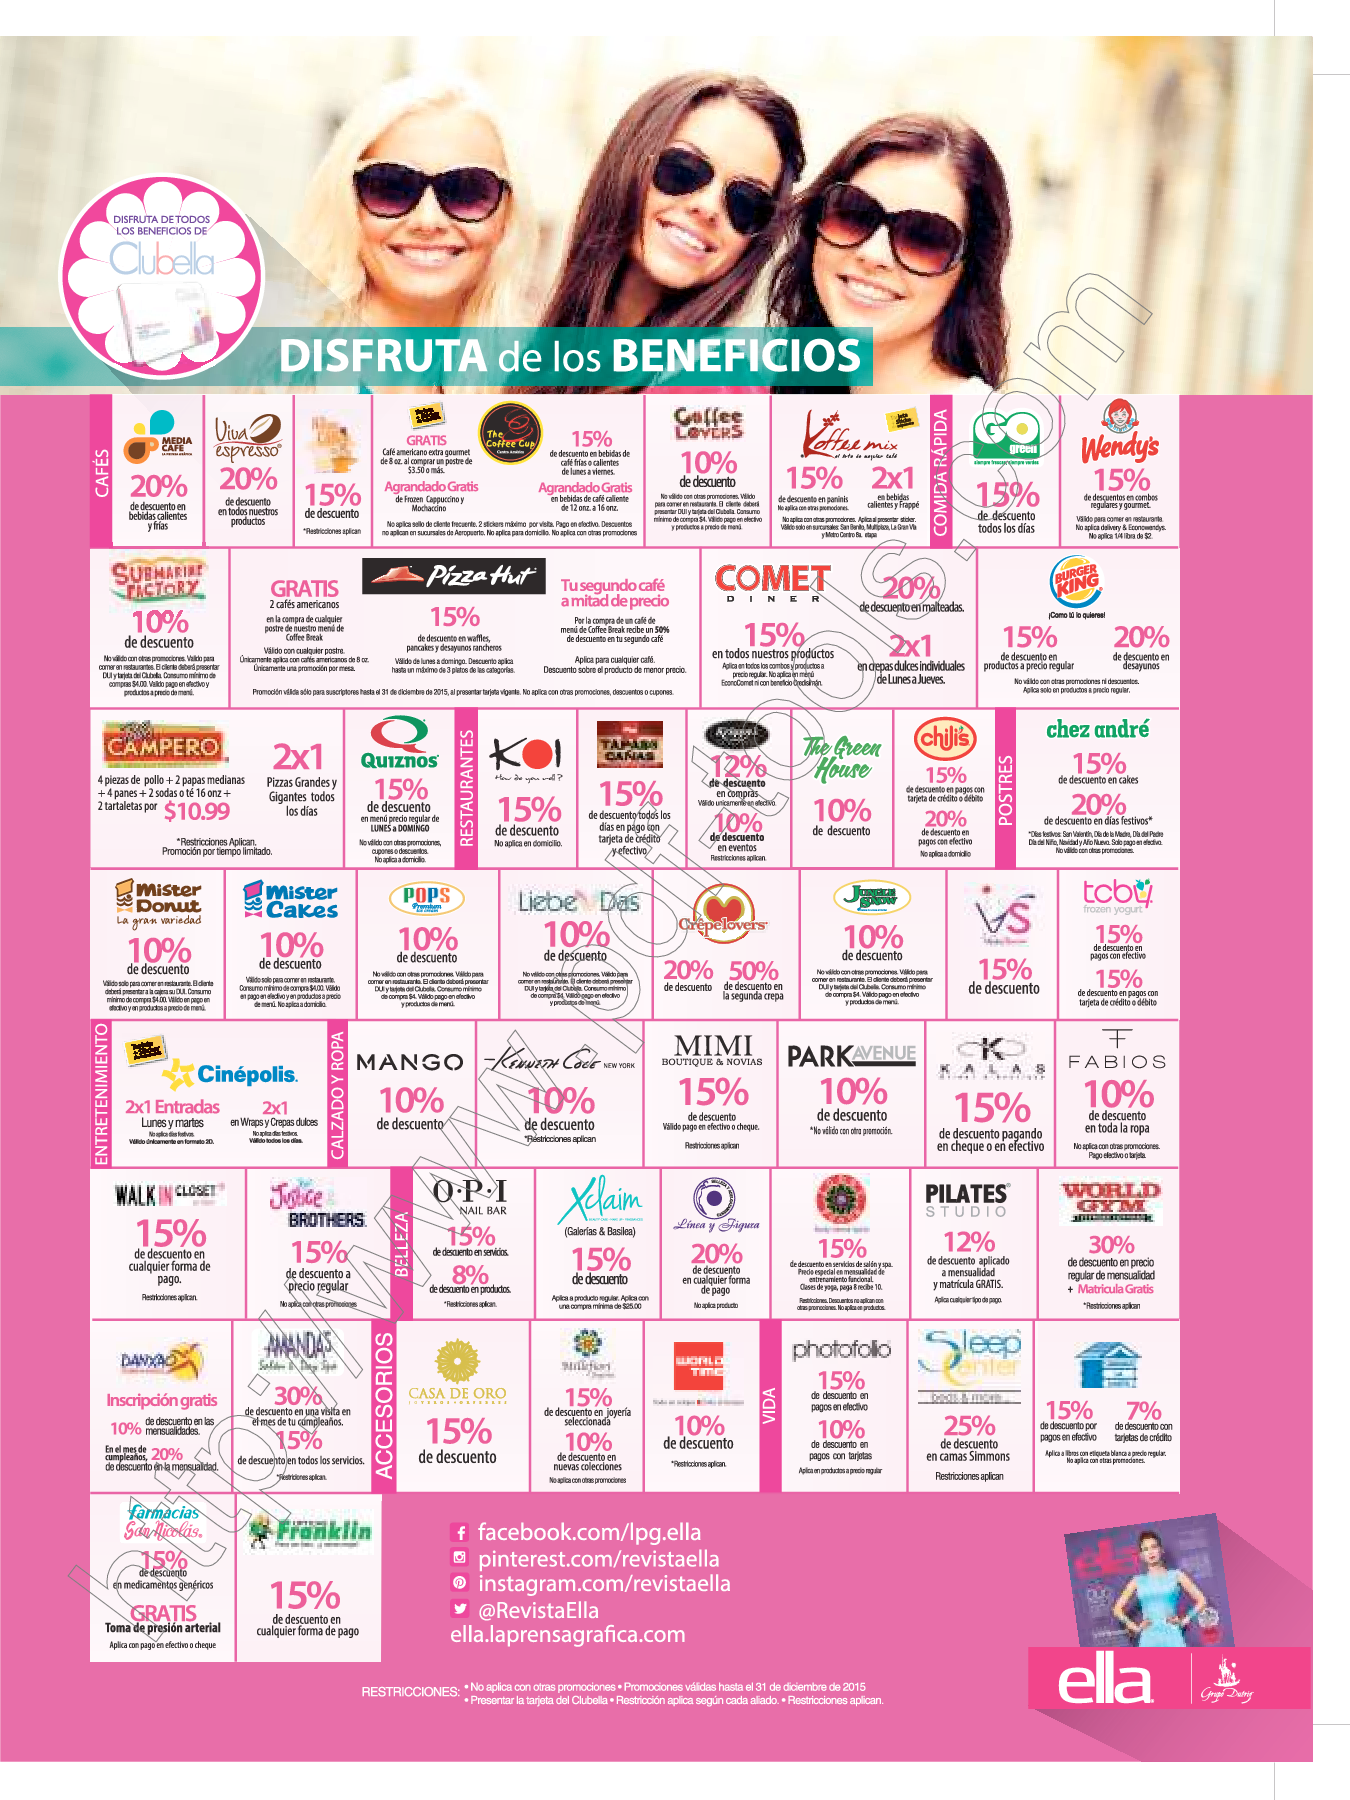 DISFRUTA DE TODOS
LOS BENEFICIOS DE
Clubella
DISFRUTA de los BENEFICIOS
CAFÉS
MEDIA
CAFÉ
20%
de descuento en
bebidas calientes
y frías
Viva
espresso
20%
de descuento
en todos nuestros
productos
15%
de descuento
*Restricciones aplican
GRATIS
Café americano extra gourmet
de 8 oz. al comprar un postre de
$3.50 o más.
Agrandado Gratis
de Frozen Cappuccino y
Mochaccino
The
Coffee Cup
15%
de descuento en bebidas de
café frías o calientes
de lunes a viernes.
Agrandado Gratis
en bebidas de café caliente
de 12 onz. a 16 onz.
No aplica sello de cliente frecuente. 2 stickers máximo por visita. Pago en efectivo. Descuentos
no aplican en sucursales de Aeropuerto. No aplica para domicilio. No aplica con otras promociones
Coffee
LOVERS
10%
de descuento
No válido con otras promociones. Válido
para comer en restaurante. El cliente deberá
presentar DUI y tarjeta del Clubella. Consumo
mínimo de compra $4. Válido pago en efectivo
y productos a precio de menú.
Koffee mix
el arte de un gran café
15%
de descuento en paninis
No aplica con otras promociones.
2x1
en bebidas
calientes y Frappé
No aplica con otras promociones. Aplica al presentar sticker.
Válido solo en sucursales: San Benito, Multiplaza, La Gran Vía
y Metro Centro 8a. etapa
COMIDA RÁPIDA
GO
green
siempre frescas, siempre verdes
15%
de descuento
todos los días
Wendy's
15%
de descuentos en combos
regulares y gourmet.
Válido para comer en restaurante.
No aplica delivery & Econowendys.
No aplica 1/4 libra de $2.
SUBMARINE
FACTORY
10%
de descuento
No válido con otras promociones. Válido para
comer en restaurantes. El cliente deberá presentar
DUI y tarjeta del Clubella. Consumo mínimo de
compras $4.00. Válido pago en efectivo y
productos a precio de menú.
GRATIS
2 cafés americanos
en la compra de cualquier
postre de nuestro menú de
Coffee Break
Válido con cualquier postre.
Únicamente aplica con cafés americanos de 8 oz.
Únicamente una promoción por mesa.
Pizza Hut
15%
de descuento en waffles,
pancakes y desayunos rancheros
Válido de lunes a domingo. Descuento aplica
hasta un máximo de 3 platos de las categorías.
Tu segundo café
a mitad de precio
Por la compra de un café de
menú de Coffee Break recibe un 50%
de descuento en tu segundo café
Aplica para cualquier café.
Descuento sobre el producto de menor precio.
Promoción válida sólo para suscriptores hasta el 31 de diciembre de 2015, al presentar tarjeta vigente. No aplica con otras promociones, descuentos o cupones.
COMET
DINER
15%
en todos nuestros productos
Aplica en todos los combos y productos a
precio regular. No aplica en menú
EconoComet ni con beneficio Credisiman.
20%
de descuento en malteadas.
2x1
en crepas dulces individuales
de Lunes a Jueves.
BURGER
KING
¡Como tú lo quieres!
15%
de descuento en
productos a precio regular
20%
de descuento en
desayunos
No válido con otras promociones ni descuentos.
Aplica solo en productos a precio regular.
CAMPERO
4 piezas de pollo + 2 papas medianas
+ 4 panes + 2 sodas o té 16 onz +
2 tartaletas por $10.99
2x1
Pizzas Grandes y
Gigantes todos
los días
*Restricciones Aplican.
Promoción por tiempo limitado.
Quiznos
15%
de descuento
en menú precio regular de
LUNES a DOMINGO
No válido con otras promociones,
cupones o descuentos.
No aplica a domicilio.
RESTAURANTES
KOI
How do you roll?
15%
de descuento
No aplica en domicilio.
CAÑAS
15%
de descuento todos los
días en pago con
tarjeta de crédito
y efectivo
12%
de descuento
en compras
Válido unicamente en efectivo.
10%
de descuento
en eventos
Restricciones aplican.
The Green
House
10%
de descuento
chili's
15%
de descuento en pagos con
tarjeta de crédito o débito
20%
de descuento en
pagos con efectivo
No aplica a domicilio
POSTRES
chez andré
15%
de descuento en cakes
20%
de descuento en días festivos*
*Días festivos: San Valentín, Día de la Madre, Día del Padre
Día del Niño, Navidad y Año Nuevo. Solo pago en efectivo.
No válido con otras promociones.
Mister
Donut
La gran variedad
10%
de descuento
Válido solo para comer en restaurante. El cliente
deberá presentar a la cajera su DUI. Consumo
mínimo de compra $4.00. Válido en pago en
efectivo y en productos a precio de menú.
Mister
Cakes
10%
de descuento
Válido solo para comer en restaurante.
Consumo mínimo de compra $4.00. Válido
en pago en efectivo y en productos a precio
de menú. No aplica a domicilio.
POPS
Premium
10%
de descuento
No válido con otras promociones. Válido para
comer en restaurante. El cliente deberá presentar
DUI y tarjeta del Clubella. Consumo mínimo
de compra $4. Válido pago en efectivo
y productos de menú.
Liebe Das
10%
de descuento
No válido con otras promociones. Válido para
comer en restaurante. El cliente deberá presentar
DUI y tarjeta del Clubella. Consumo mínimo
de compra $4. Válido pago en efectivo
y productos de menú.
Crêpelovers
20%
de descuento
50%
de descuento en
la segunda crepa
JUNGLE
GROW
10%
de descuento
No válido con otras promociones. Válido para
comer en restaurante. El cliente deberá presentar
DUI y tarjeta del Clubella. Consumo mínimo
de compra $4. Válido pago en efectivo
y productos de menú.
VS
15%
de descuento
tcby
frozen yogurt
15%
de descuento en
pagos con efectivo
15%
de descuento en pagos con
tarjeta de crédito o débito
ENTRETENIMIENTO
Cinépolis.
2x1 Entradas
Lunes y martes
No aplica días festivos.
Válido únicamente en formato 2D.
2x1
en Wraps y Crepas dulces
No aplica días festivos.
Válido todos los días.
CALZADO Y ROPA
MANGO
10%
de descuento
KENNETH COLE NEW YORK
10%
de descuento
*Restricciones aplican
MIMI
BOUTIQUE & NOVIAS
15%
de descuento
Válido pago en efectivo o cheque.
Restricciones aplican
PARK AVENUE
10%
de descuento
*No válido con otra promoción.
KALAS
15%
de descuento pagando
en cheque o en efectivo
FABIOS
10%
de descuento
en toda la ropa
No aplica con otras promociones.
Pago efectivo o tarjeta.
WALK IN CLOSET
15%
de descuento en
cualquier forma de
pago.
Restricciones aplican.
Justice
BROTHERS.
15%
de descuento a
precio regular
No aplica con otras promociones
BELLEZA
O·P·I
NAIL BAR
15%
de descuento en servicios.
8%
de descuento en productos.
*Restricciones aplican.
Xclaim
(Galerías & Basilea)
15%
de descuento
Aplica a producto regular. Aplica con
una compra mínima de $25.00
Línea y Figura
20%
de descuento
en cualquier forma
de pago
No aplica producto
15%
de descuento en servicios de salón y spa.
Precio especial en mensualidad de
entrenamiento funcional.
Clases de yoga, paga 8 recibe 10.
Restricciones. Descuentos no aplican con
otras promociones. No aplica en productos.
PILATES
STUDIO
12%
de descuento aplicado
a mensualidad
y matrícula GRATIS.
Aplica cualquier tipo de pago.
WORLD
GYM
30%
de descuento en precio
regular de mensualidad
+ Matricula Gratis
*Restricciones aplican
DANXAO
Inscripción gratis
10% de descuento en las
mensualidades.
En el mes de
cumpleaños, 20%
de descuento en la mensualidad.
AMANDA'S
Salón & Day Spa
30%
de descuento en una visita en
el mes de tu cumpleaños.
15%
de descuento en todos los servicios.
*Restriciones aplican.
ACCESORIOS
CASA DE ORO
15%
de descuento
Millefiori
15%
de descuento en joyería
seleccionada
10%
de descuento en
nuevas colecciones
No aplica con otras promociones
WORLD
TIME
10%
de descuento
*Restricciones aplican.
VIDA
photofolio
15%
de descuento en
pagos en efectivo
10%
de descuento en
pagos con tarjetas
Aplica en productos a precio regular
Sleep
Center
beds & more...
25%
de descuento
en camas Simmons
Restricciones aplican
15%
de descuento por
pagos en efectivo
7%
de descuento con
tarjetas de crédito
Aplica a libros con etiqueta blanca a precio regular.
No aplica con otras promociones.
farmacias
San Nicolás
15%
de descuento
en medicamentos genéricos
GRATIS
Toma de presión arterial
Aplica con pago en efectivo o cheque
Franklin
15%
de descuento en
cualquier forma de pago
facebook.com/lpg.ella
pinterest.com/revistaella
instagram.com/revistaella
@RevistaElla
ella.laprensagrafica.com
RESTRICCIONES: • No aplica con otras promociones • Promociones válidas hasta el 31 de diciembre de 2015
• Presentar la tarjeta del Clubella • Restricción aplica según cada aliado. • Restricciones aplican.
ella
ella
Grupo Dutriz
http://www.pdf-tools.com